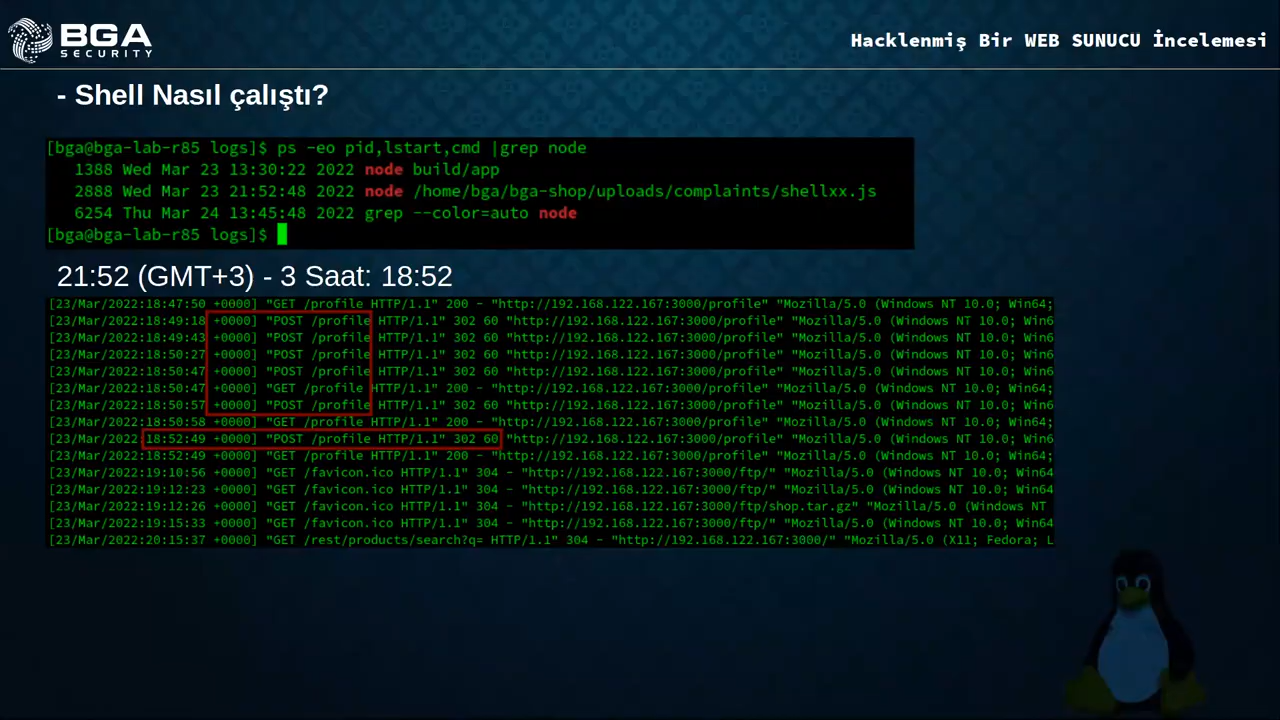 BGA
SECURITY
Hacklenmiş Bir WEB SUNUCU İncelemesi
- Shell Nasıl çalıştı?
[bga@bga-lab-r85 logs]$ ps -eo pid,lstart,cmd |grep node
1388 Wed Mar 23 13:30:22 2022 node build/app
2888 Wed Mar 23 21:52:48 2022 node /home/bga/bga-shop/uploads/complaints/shellxx.js
6254 Thu Mar 24 13:45:48 2022 grep --color=auto node
[bga@bga-lab-r85 logs]$
21:52 (GMT+3) - 3 Saat: 18:52
[23/Mar/2022:18:47:50 +0000] "GET /profile HTTP/1.1" 200 - "http://192.168.122.167:3000/profile" "Mozilla/5.0 (Windows NT 10.0; Win64;
[23/Mar/2022:18:49:18 +0000] "POST /profile HTTP/1.1" 302 60 "http://192.168.122.167:3000/profile" "Mozilla/5.0 (Windows NT 10.0; Win6
[23/Mar/2022:18:49:43 +0000] "POST /profile HTTP/1.1" 302 60 "http://192.168.122.167:3000/profile" "Mozilla/5.0 (Windows NT 10.0; Win6
[23/Mar/2022:18:50:27 +0000] "POST /profile HTTP/1.1" 302 60 "http://192.168.122.167:3000/profile" "Mozilla/5.0 (Windows NT 10.0; Win6
[23/Mar/2022:18:50:47 +0000] "POST /profile HTTP/1.1" 302 60 "http://192.168.122.167:3000/profile" "Mozilla/5.0 (Windows NT 10.0; Win6
[23/Mar/2022:18:50:47 +0000] "GET /profile HTTP/1.1" 200 - "http://192.168.122.167:3000/profile" "Mozilla/5.0 (Windows NT 10.0; Win64;
[23/Mar/2022:18:50:57 +0000] "POST /profile HTTP/1.1" 302 60 "http://192.168.122.167:3000/profile" "Mozilla/5.0 (Windows NT 10.0; Win6
[23/Mar/2022:18:50:58 +0000] "GET /profile HTTP/1.1" 200 - "http://192.168.122.167:3000/profile" "Mozilla/5.0 (Windows NT 10.0; Win64;
[23/Mar/2022:18:52:49 +0000] "POST /profile HTTP/1.1" 302 60 "http://192.168.122.167:3000/profile" "Mozilla/5.0 (Windows NT 10.0; Win6
[23/Mar/2022:18:52:49 +0000] "GET /profile HTTP/1.1" 200 - "http://192.168.122.167:3000/profile" "Mozilla/5.0 (Windows NT 10.0; Win64;
[23/Mar/2022:19:10:56 +0000] "GET /favicon.ico HTTP/1.1" 304 - "http://192.168.122.167:3000/ftp/" "Mozilla/5.0 (Windows NT 10.0; Win64
[23/Mar/2022:19:12:23 +0000] "GET /favicon.ico HTTP/1.1" 304 - "http://192.168.122.167:3000/ftp/" "Mozilla/5.0 (Windows NT 10.0; Win64
[23/Mar/2022:19:12:26 +0000] "GET /favicon.ico HTTP/1.1" 304 - "http://192.168.122.167:3000/ftp/shop.tar.gz" "Mozilla/5.0 (Windows NT
[23/Mar/2022:19:15:33 +0000] "GET /favicon.ico HTTP/1.1" 304 - "http://192.168.122.167:3000/ftp/" "Mozilla/5.0 (Windows NT 10.0; Win64
[23/Mar/2022:20:15:37 +0000] "GET /rest/products/search?q= HTTP/1.1" 304 - "http://192.168.122.167:3000/" "Mozilla/5.0 (X11; Fedora; L